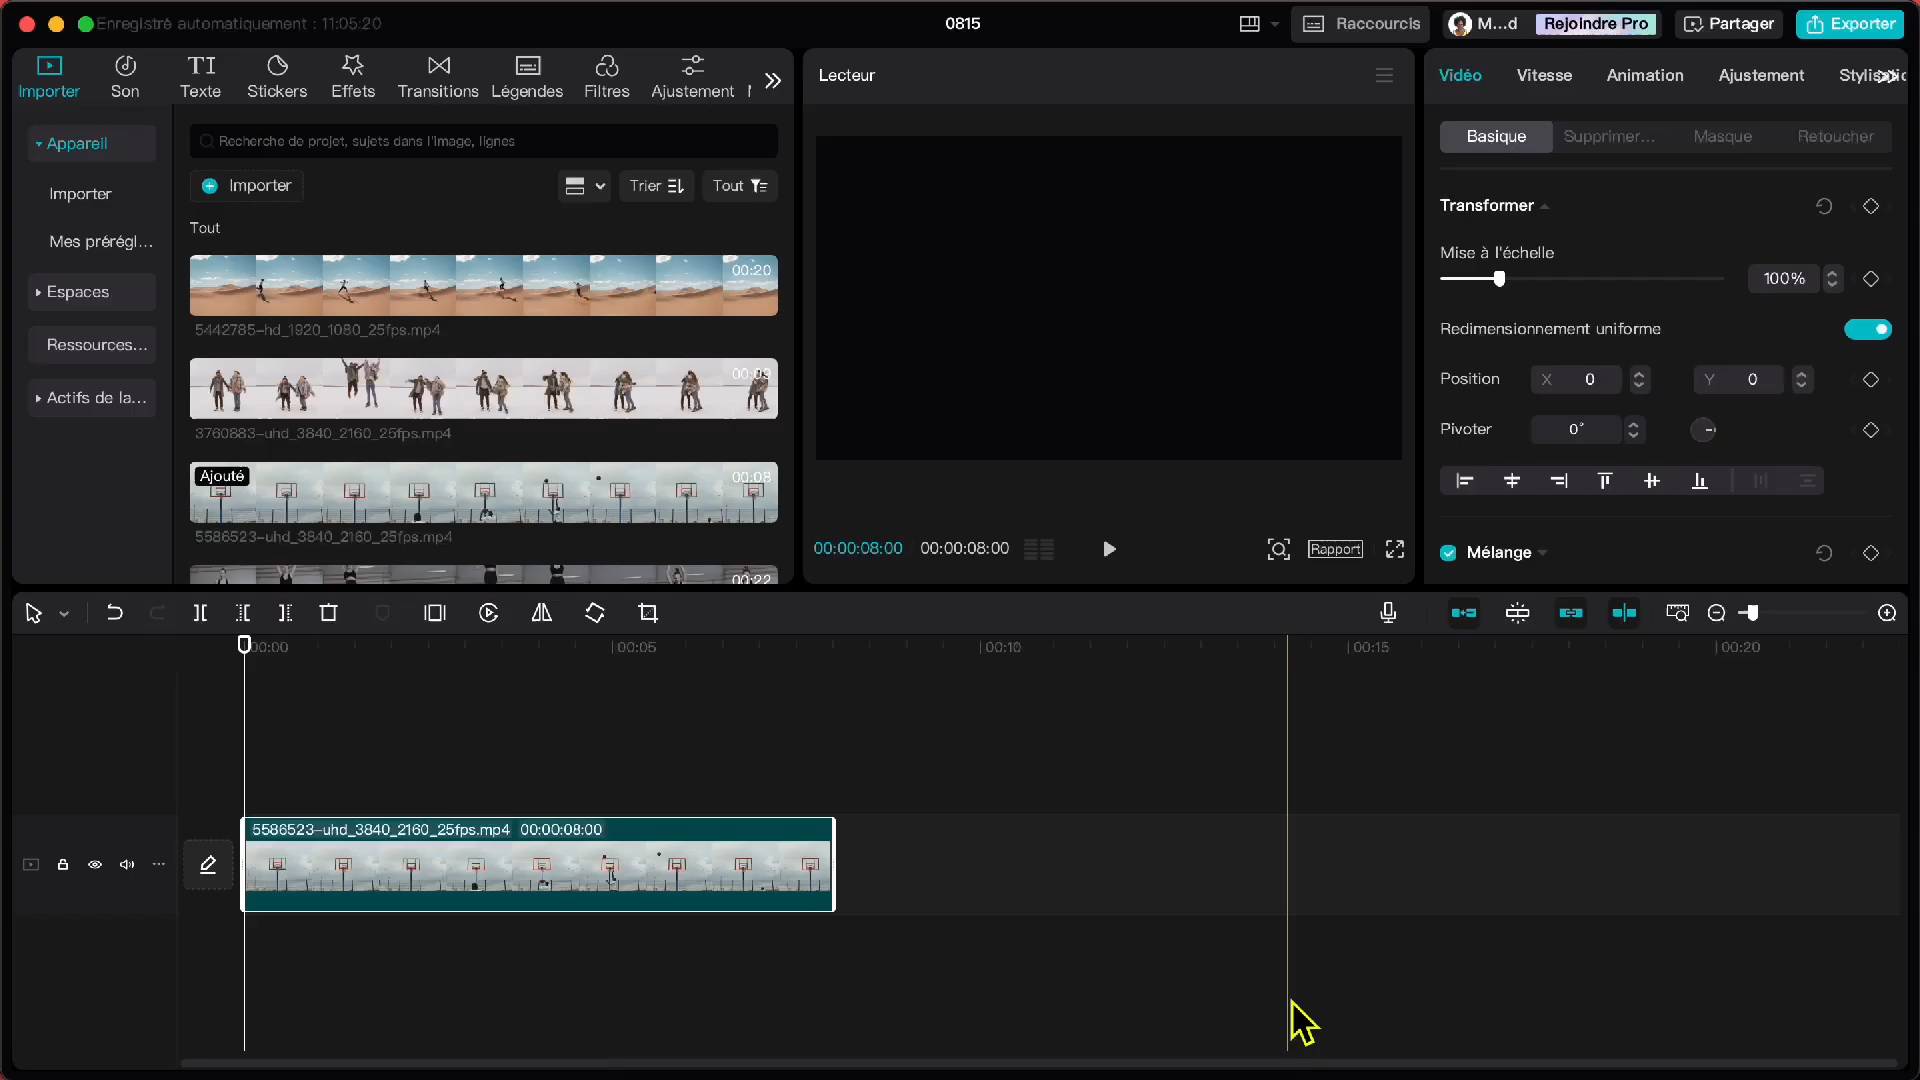 Enregistré automatiquement : 11:05:20
0815
Raccourcis
M...d
Rejoindre Pro
Partager
Exporter
Importer
Son
Texte
Stickers
Effets
Transitions
Légendes
Filtres
Ajustement
Lecteur
Vidéo
Vitesse
Animation
Ajustement
Appareil
Importer
Mes prérégl...
Espaces
Ressources...
Actifs de la...
Recherche de projet, sujets dans l'image, lignes
Importer
Trier
Tout
Tout
00:20
5442785-hd_1920_1080_25fps.mp4
3760883-uhd_3840_2160_25fps.mp4
Ajouté
00:08
5586523-uhd_3840_2160_25fps.mp4
00:22
00:00:08:00
00:00:08:00
Rapport
Basique
Supprimer...
Masque
Retoucher
Transformer
Mise à l'échelle
100%
Redimensionnement uniforme
Position
X 0
Y 0
Pivoter
0°
Mélange
00:00
00:05
00:10
00:15
00:20
5586523-uhd_3840_2160_25fps.mp4 00:00:08:00